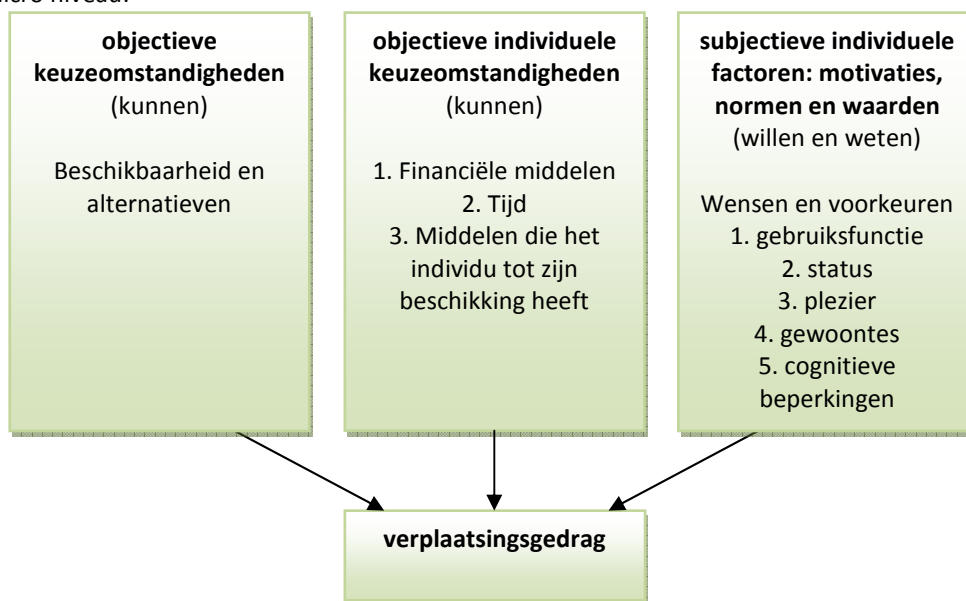 niveau.
objectieve
keuzeomstandigheden
(kunnen)
Beschikbaarheid en
alternatieven
objectieve individuele
keuzeomstandigheden
(kunnen)
1. Financiële middelen
2. Tijd
3. Middelen die het
individu tot zijn
beschikking heeft
subjectieve individuele
factoren: motivaties,
normen en waarden
(willen en weten)
Wensen en voorkeuren
1. gebruiksfunctie
2. status
3. plezier
4. gewoontes
5. cognitieve
beperkingen
verplaatsingsgedrag